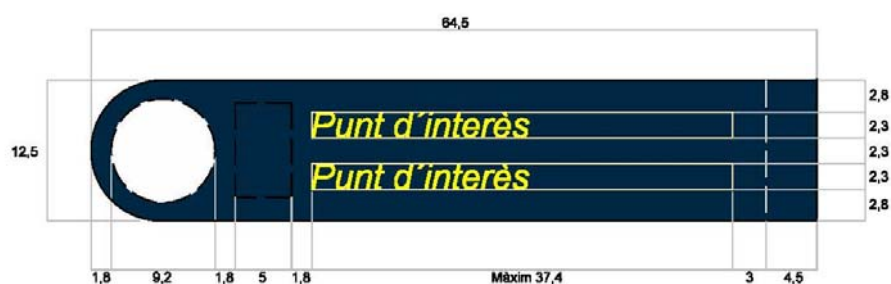 64,5
12,5
2,8
Punt d´interès
2,3
2,3
Punt d´interès
2,3
2,8
1,8 9,2 1,8 5 1,8 Màxim 37,4 3 4,5